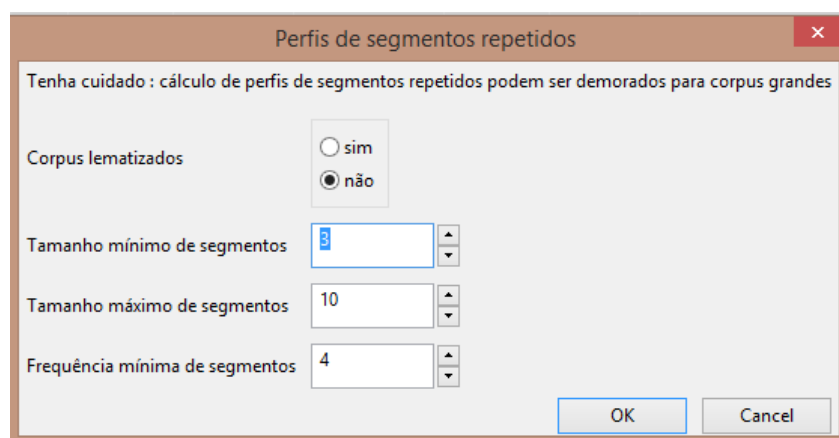 Perfis de segmentos repetidos
Tenha cuidado : cálculo de perfis de segmentos repetidos podem ser demorados para corpus grandes
Corpus lematizados
sim
não
Tamanho mínimo de segmentos
3
Tamanho máximo de segmentos
10
Frequência mínima de segmentos
4
OK
Cancel